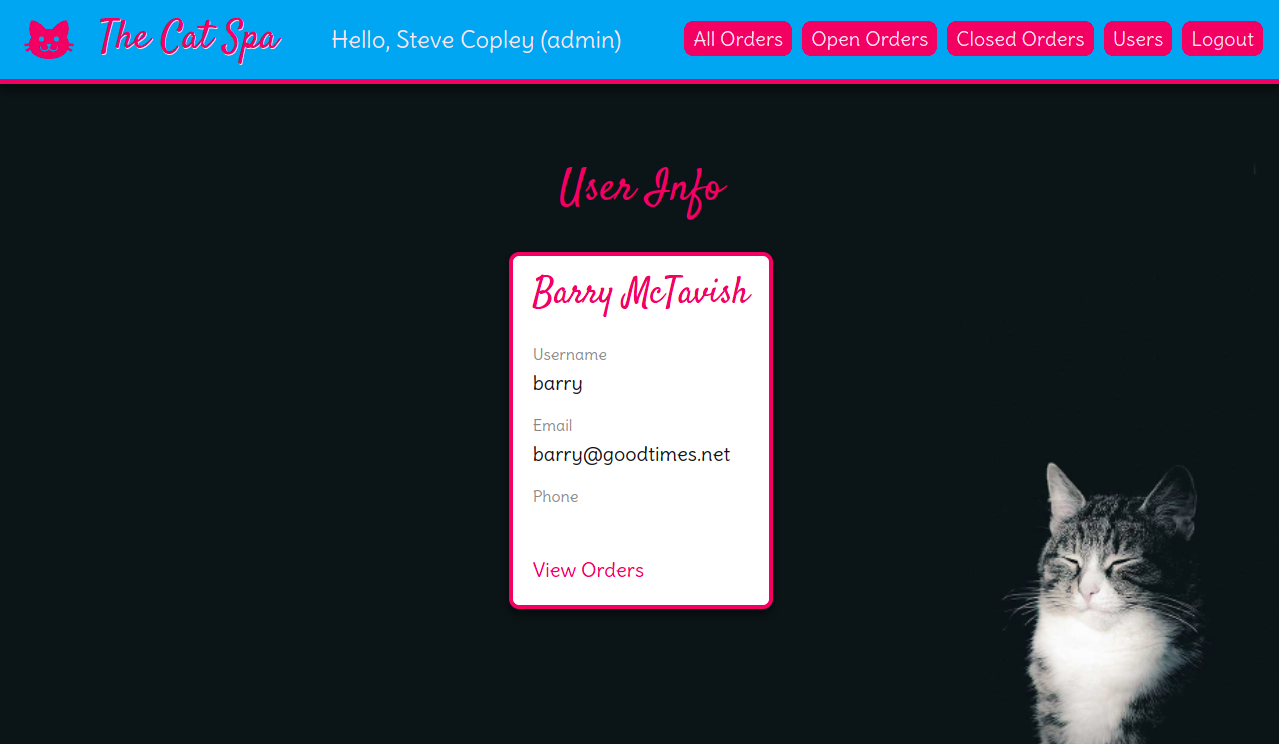 The Cat Spa
Hello, Steve Copley (admin)
All Orders
Open Orders
Closed Orders
Users
Logout
User Info
Barry McTavish
Username
barry
Email
barry@goodtimes.net
Phone
View Orders